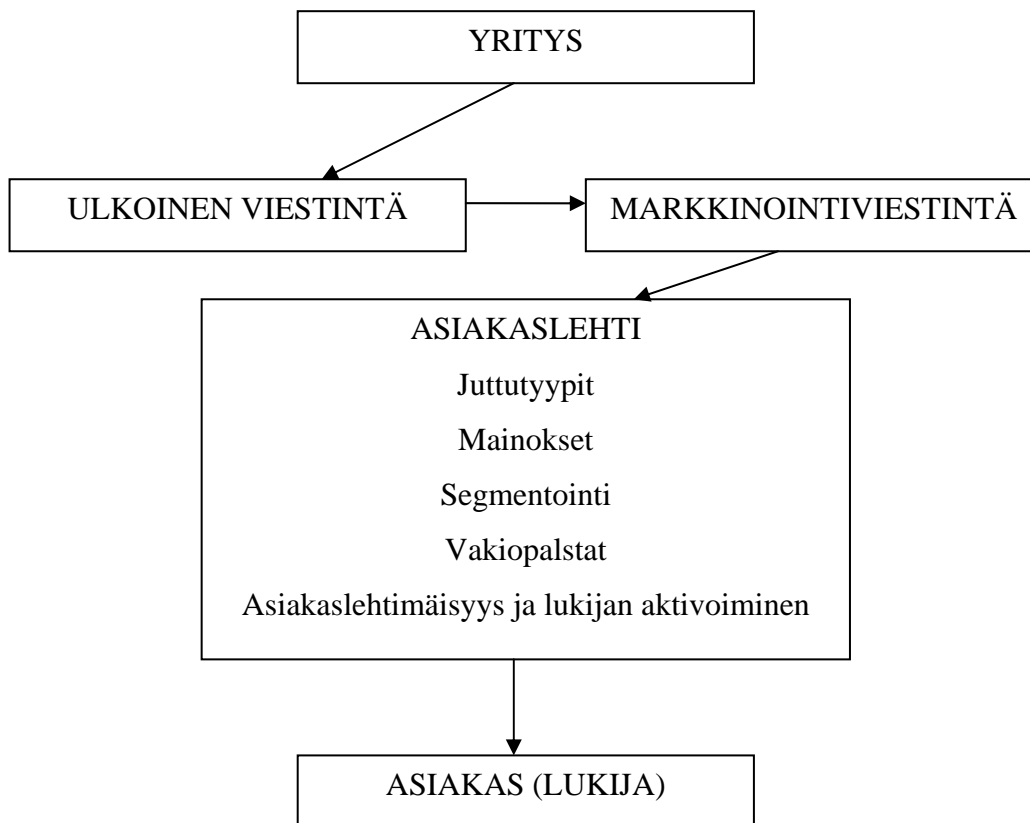 YRITYS
ULKOINEN VIESTINTÄ
MARKKINOINTIVIESTINTÄ
ASIAKASLEHTI
Juttutyypit
Mainokset
Segmentointi
Vakiopalstat
Asiakaslehtimäisyys ja lukijan aktivoiminen
ASIAKAS (LUKIJA)